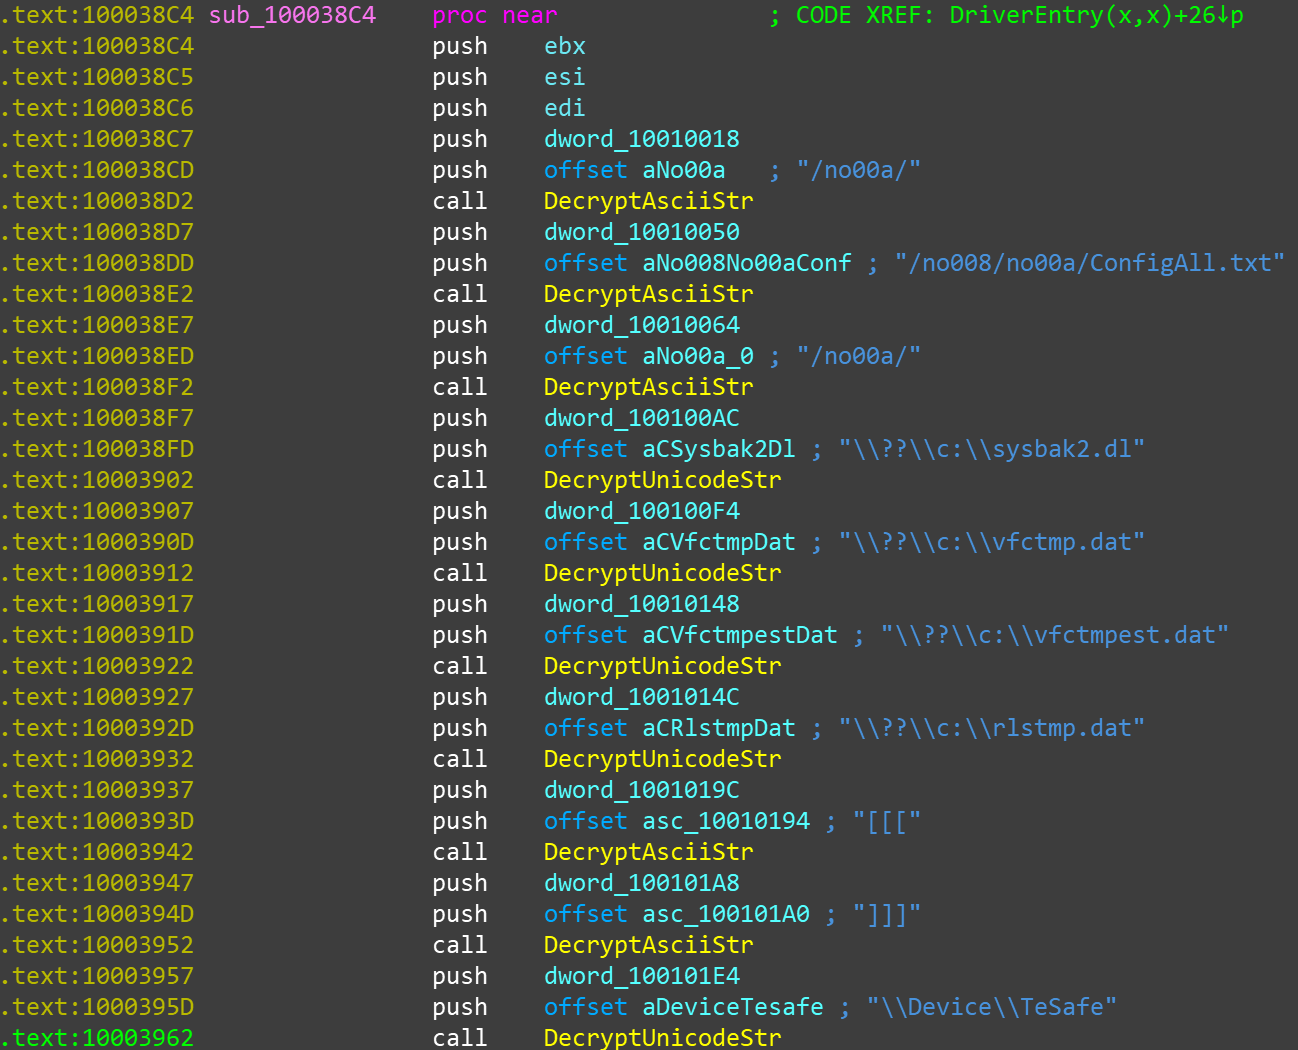 .text:100038C4 sub_100038C4 proc near ; CODE XREF: DriverEntry(x,x)+26↓p
.text:100038C4 push ebx
.text:100038C5 push esi
.text:100038C6 push edi
.text:100038C7 push dword_10010018
.text:100038CD push offset aNo00a ; "/no00a/"
.text:100038D2 call DecryptAsciiStr
.text:100038D7 push dword_10010050
.text:100038DD push offset aNo008No00aConf ; "/no008/no00a/ConfigAll.txt"
.text:100038E2 call DecryptAsciiStr
.text:100038E7 push dword_10010064
.text:100038ED push offset aNo00a_0 ; "/no00a/"
.text:100038F2 call DecryptAsciiStr
.text:100038F7 push dword_100100AC
.text:100038FD push offset aCSysbak2Dl ; "\\??\\c:\\sysbak2.dl"
.text:10003902 call DecryptUnicodeStr
.text:10003907 push dword_100100F4
.text:1000390D push offset aCVfctmpDat ; "\\??\\c:\\vfctmp.dat"
.text:10003912 call DecryptUnicodeStr
.text:10003917 push dword_10010148
.text:1000391D push offset aCVfctmpestDat ; "\\??\\c:\\vfctmpest.dat"
.text:10003922 call DecryptUnicodeStr
.text:10003927 push dword_1001014C
.text:1000392D push offset aCRlstmpDat ; "\\??\\c:\\rlstmp.dat"
.text:10003932 call DecryptUnicodeStr
.text:10003937 push dword_1001019C
.text:1000393D push offset asc_10010194 ; "[[["
.text:10003942 call DecryptAsciiStr
.text:10003947 push dword_100101A8
.text:1000394D push offset asc_100101A0 ; "]]]"
.text:10003952 call DecryptAsciiStr
.text:10003957 push dword_100101E4
.text:1000395D push offset aDeviceTesafe ; "\\Device\\TeSafe"
.text:10003962 call DecryptUnicodeStr